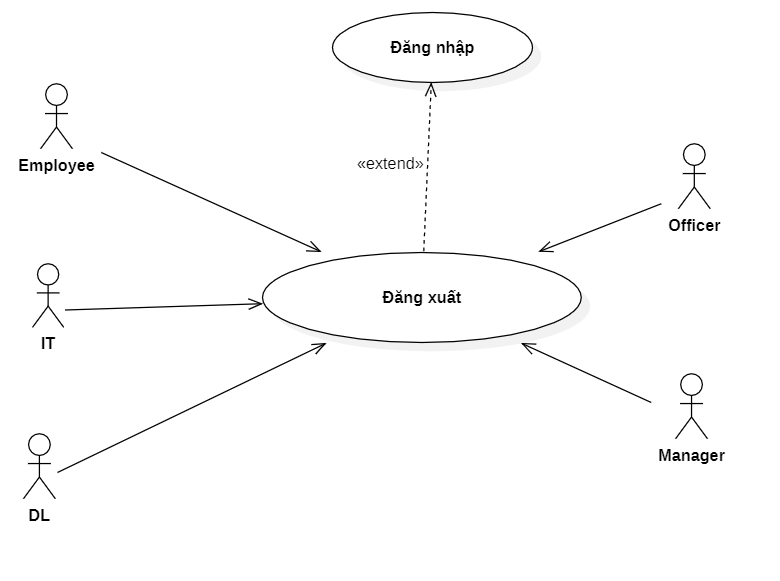 Đăng nhập
Employee
«extend»
Officer
Đăng xuất
IT
Manager
DL